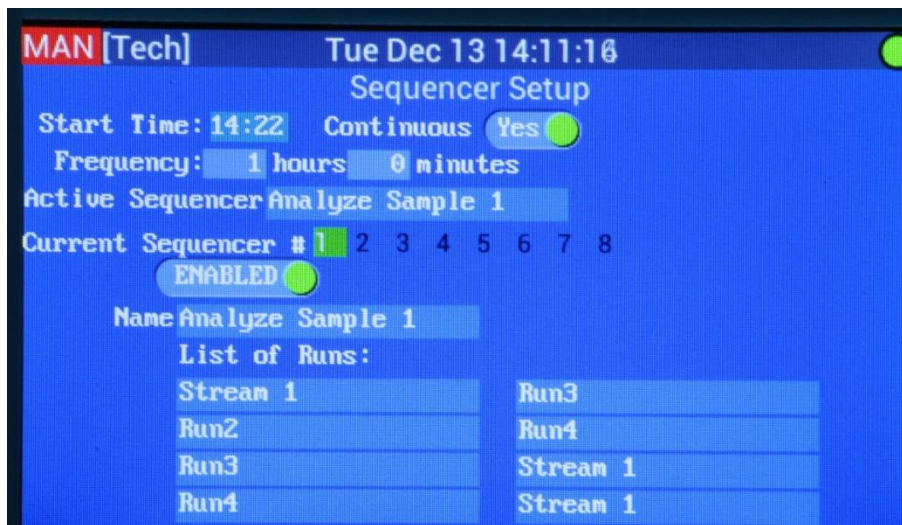 MAN [Tech] Tue Dec 13 14:11:16
Sequencer Setup
Start Time: 14:22 Continuous Yes
Frequency: 1 hours 0 minutes
Active Sequencer Analyze Sample 1
Current Sequencer # 1 2 3 4 5 6 7 8
ENABLED
Name Analyze Sample 1
List of Runs:
Stream 1 Run3
Run2 Run4
Run3 Stream 1
Run4 Stream 1